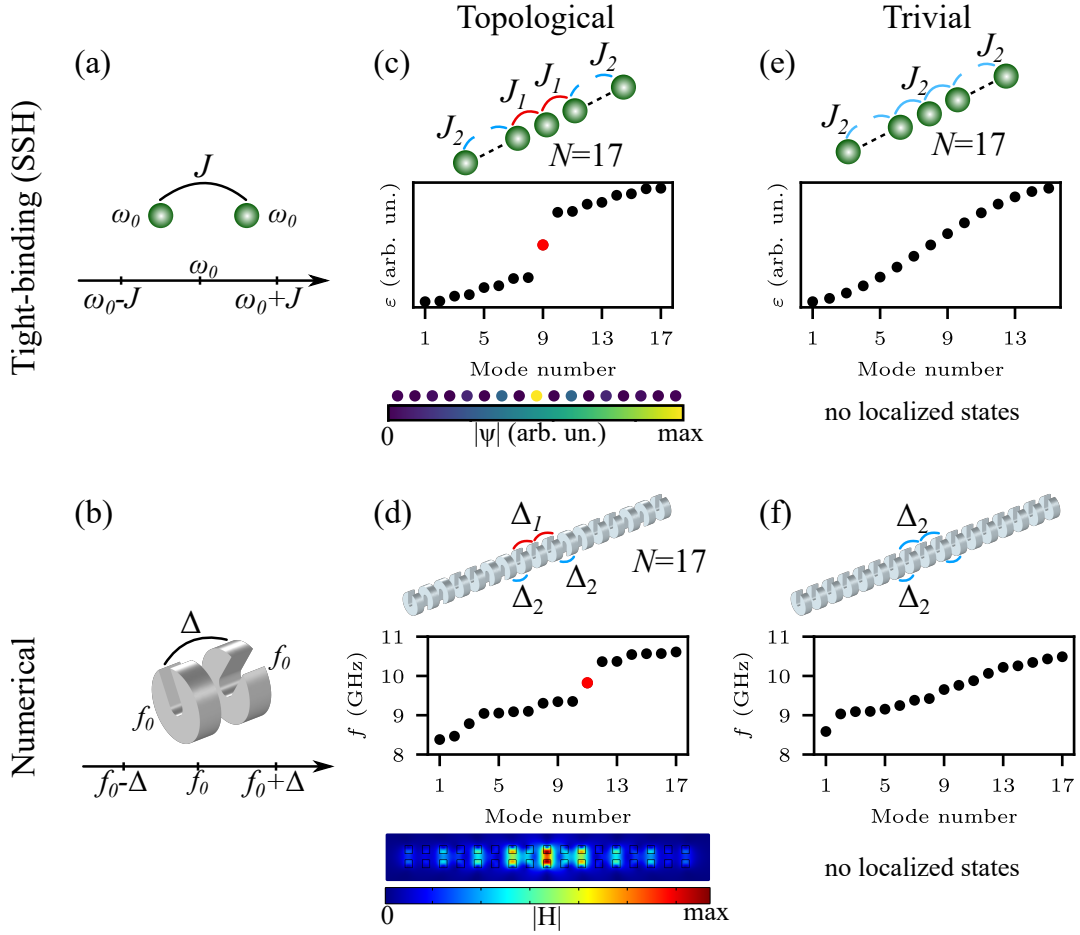 Topological
Trivial
Tight-binding (SSH)
(a)
J
ω₀ ω₀
ω₀
ω₀-J ω₀+J
(c)
J₂ J₁ J₁ J₂
N=17
ε (arb. un.)
1 5 9 13 17
Mode number
0 |ψ| (arb. un.) max
(e)
J₂ J₂ J₂
N=17
ε (arb. un.)
1 5 9 13
Mode number
no localized states
Numerical
(b)
Δ
f₀ f₀
f₀-Δ f₀ f₀+Δ
(d)
Δ₁
Δ₂ Δ₂
N=17
f (GHz)
11
10
9
8
1 5 9 13 17
Mode number
0 |H| max
(f)
Δ₂
Δ₂
f (GHz)
11
10
9
8
1 5 9 13 17
Mode number
no localized states